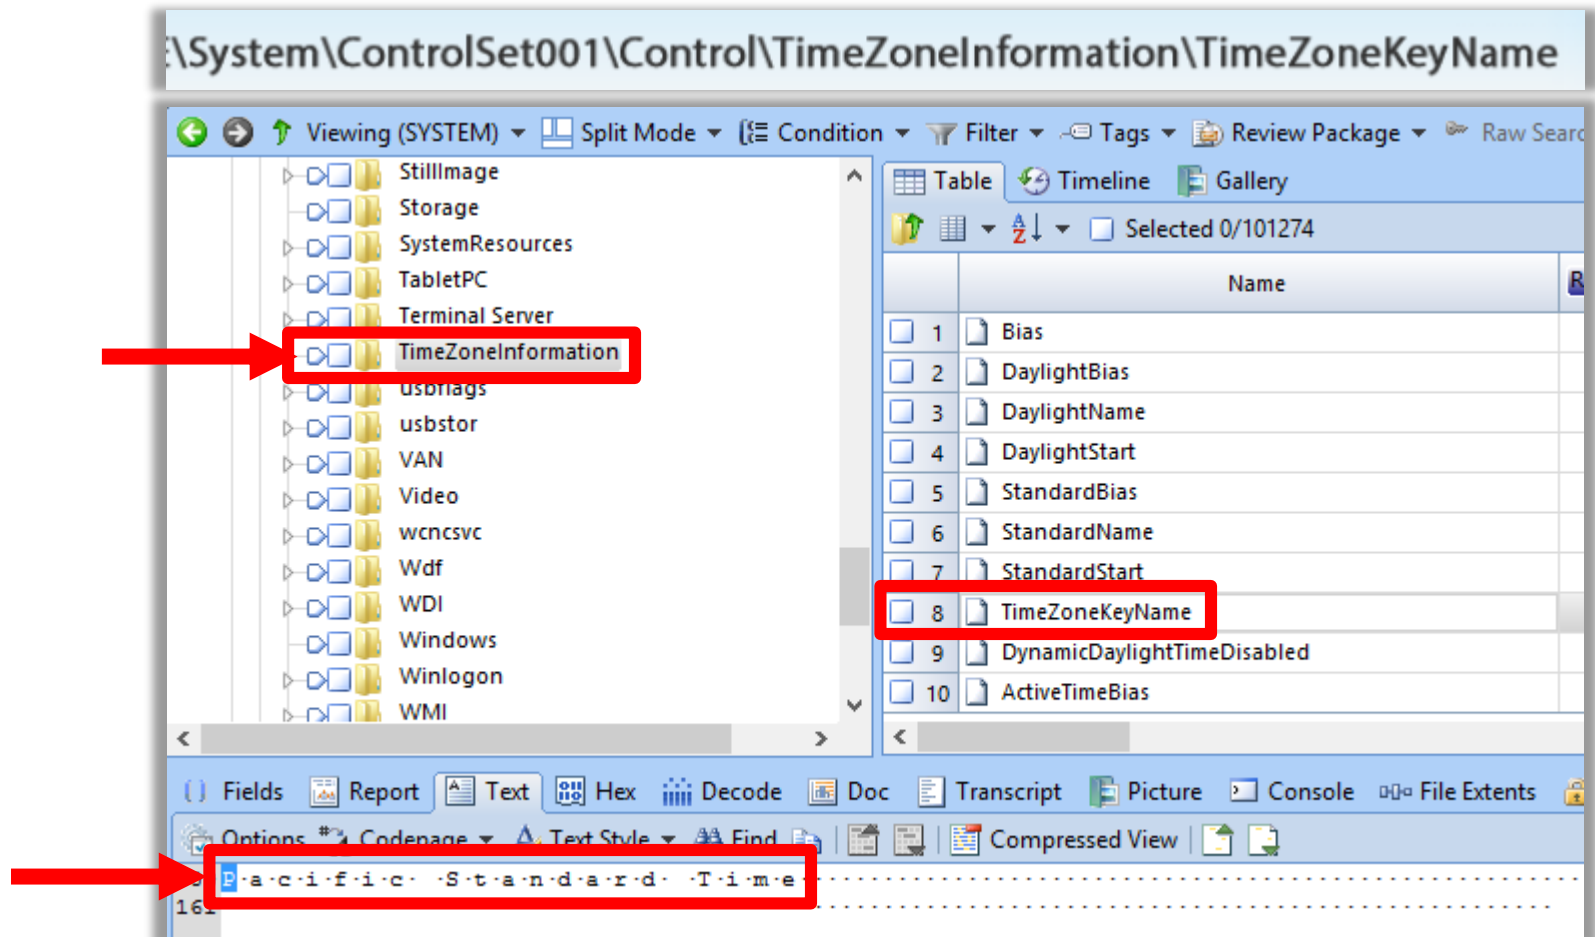 :\System\ControlSet001\Control\TimeZoneInformation\TimeZoneKeyName
Viewing (SYSTEM) Split Mode Condition Filter Tags Review Package Raw Searc
StillImage
Storage
SystemResources
TabletPC
Terminal Server
TimeZoneInformation
usbflags
usbstor
VAN
Video
wcncsvc
Wdf
WDI
Windows
Winlogon
WMI
Table Timeline Gallery
Selected 0/101274
Name
1 Bias
2 DaylightBias
3 DaylightName
4 DaylightStart
5 StandardBias
6 StandardName
7 StandardStart
8 TimeZoneKeyName
9 DynamicDaylightTimeDisabled
10 ActiveTimeBias
Fields Report Text Hex Decode Doc Transcript Picture Console File Extents
Options Codepage Text Style Find Compressed View
P·a·c·i·f·i·c· ·S·t·a·n·d·a·r·d· ·T·i·m·e
161